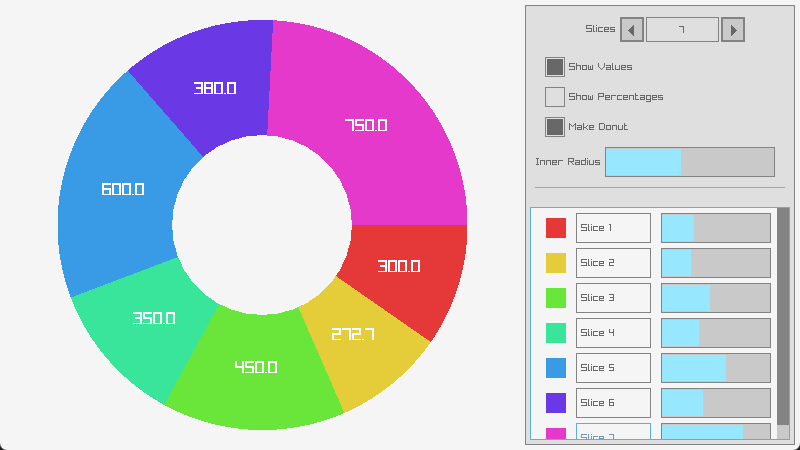 380.0
750.0
600.0
300.0
350.0
272.7
450.0
Slices 7
Show Values
Show Percentages
Make Donut
Inner Radius
Slice 1
Slice 2
Slice 3
Slice 4
Slice 5
Slice 6
Slice 7